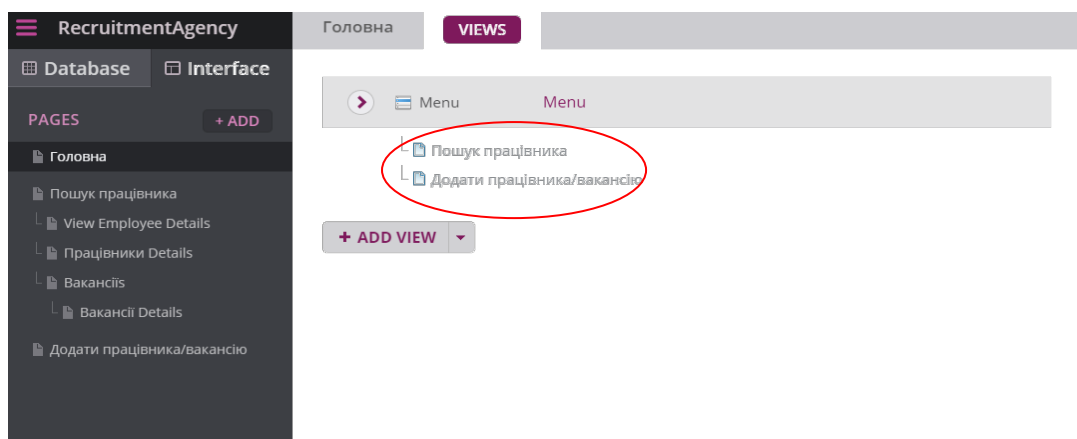 RecruitmentAgency
Головна
VIEWS
Database
Interface
PAGES
+ ADD
Головна
Пошук працівника
View Employee Details
Працівники Details
Вакансіїs
Вакансії Details
Додати працівника/вакансію
Menu
Menu
Пошук працівника
Додати працівника/вакансію
+ ADD VIEW